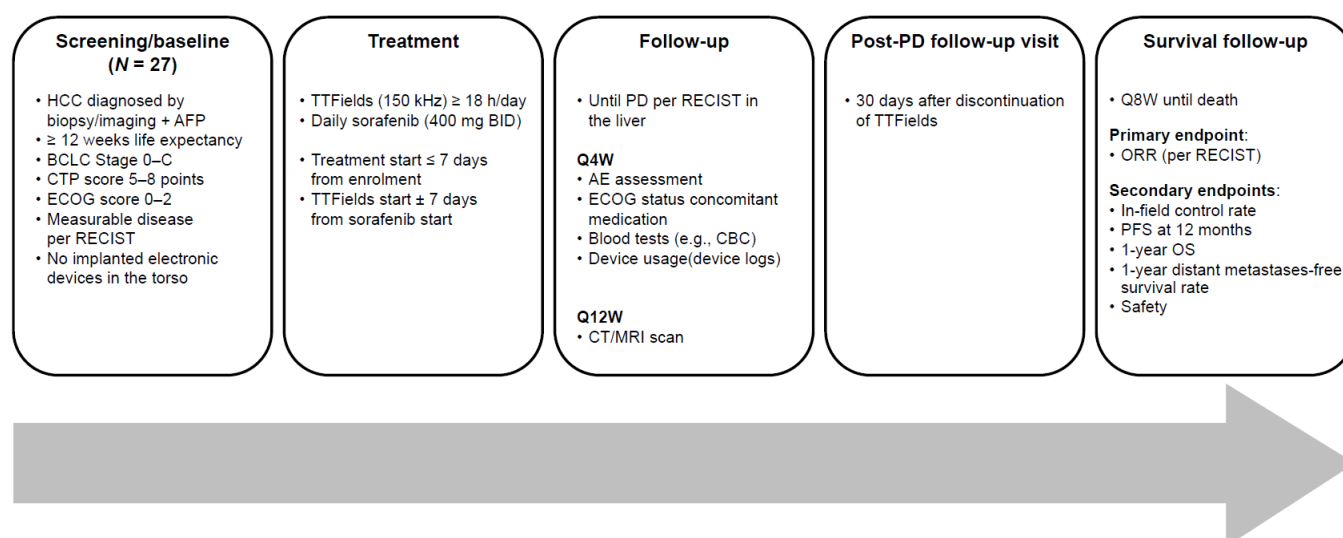 Screening/baseline
(N = 27)
• HCC diagnosed by
biopsy/imaging + AFP
• ≥ 12 weeks life expectancy
• BCLC Stage 0–C
• CTP score 5–8 points
• ECOG score 0–2
• Measurable disease
per RECIST
• No implanted electronic
devices in the torso
Treatment
• TTFields (150 kHz) ≥ 18 h/day
• Daily sorafenib (400 mg BID)
• Treatment start ≤ 7 days
from enrolment
• TTFields start ± 7 days
from sorafenib start
Follow-up
• Until PD per RECIST in
the liver
Q4W
• AE assessment
• ECOG status concomitant
medication
• Blood tests (e.g., CBC)
• Device usage(device logs)
Q12W
• CT/MRI scan
Post-PD follow-up visit
• 30 days after discontinuation
of TTFields
Survival follow-up
• Q8W until death
Primary endpoint:
• ORR (per RECIST)
Secondary endpoints:
• In-field control rate
• PFS at 12 months
• 1-year OS
• 1-year distant metastases-free
survival rate
• Safety